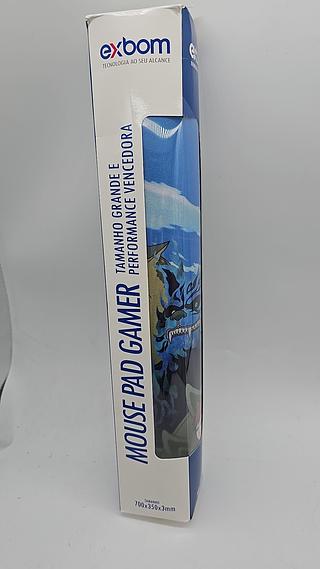 exbom
TECNOLOGIA AO SEU ALCANCE
MOUSE PAD GAMER
TAMANHO GRANDE E
PERFORMANCE VENCEDORA
700x350x3mm